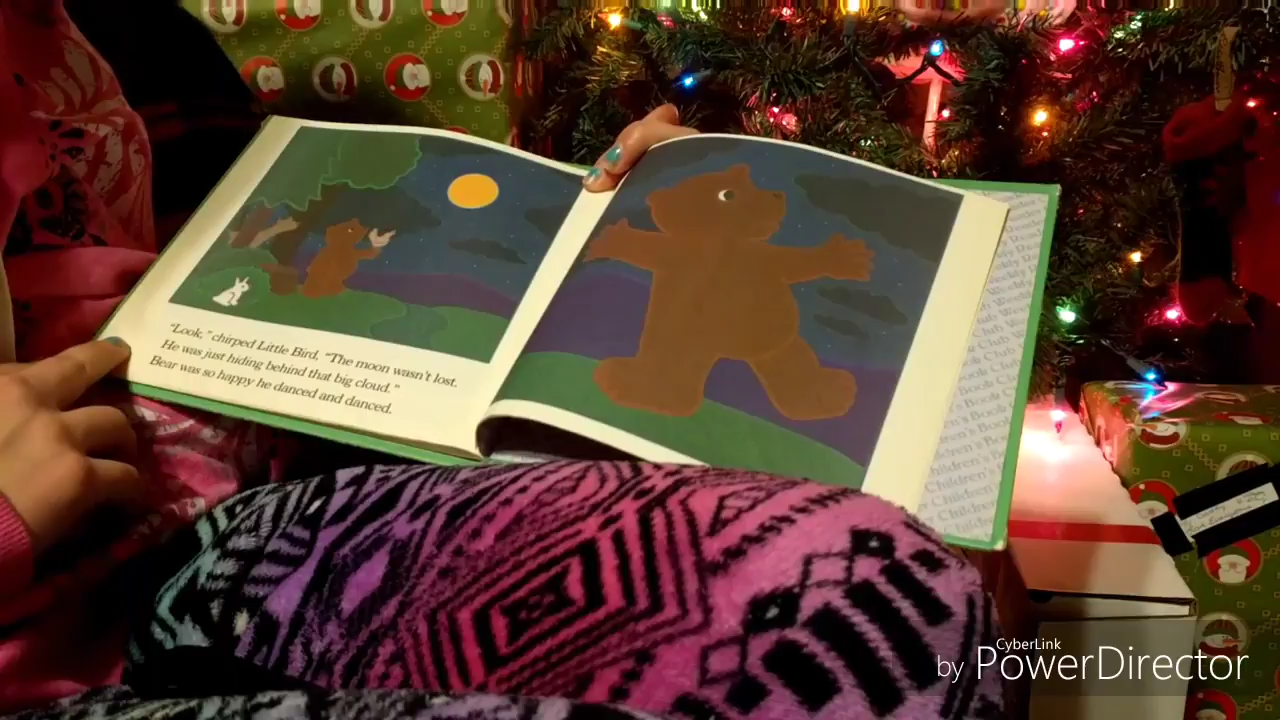 "Look," chirped Little Bird, "The moon wasn't lost.
He was just hiding behind that big cloud."
Bear was so happy he danced and danced.
CyberLink
by PowerDirector